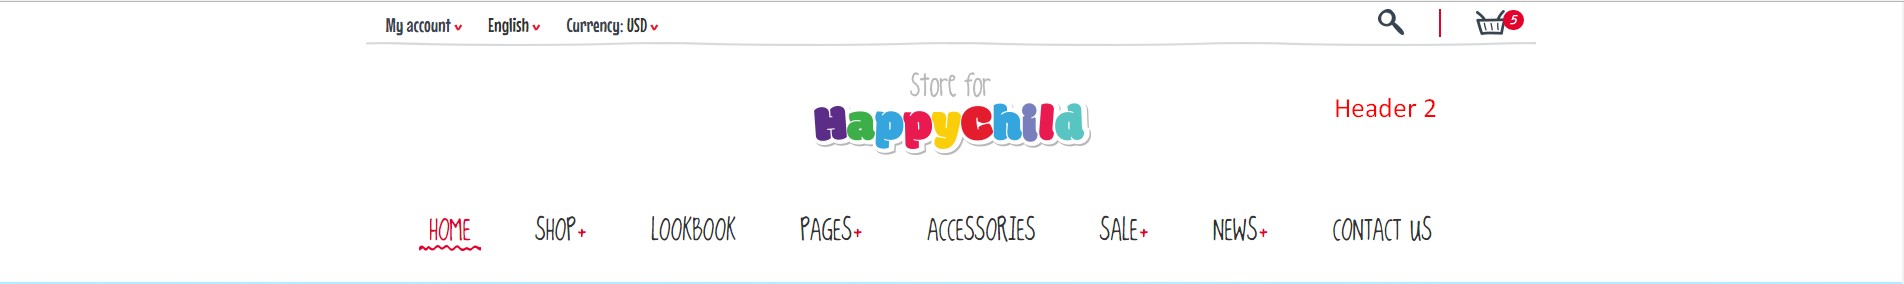 My account English Currency: USD 5
Store for
HappyChild
Header 2
HOME SHOP+ LOOKBOOK PAGES+ ACCESSORIES SALE+ NEWS+ CONTACT US